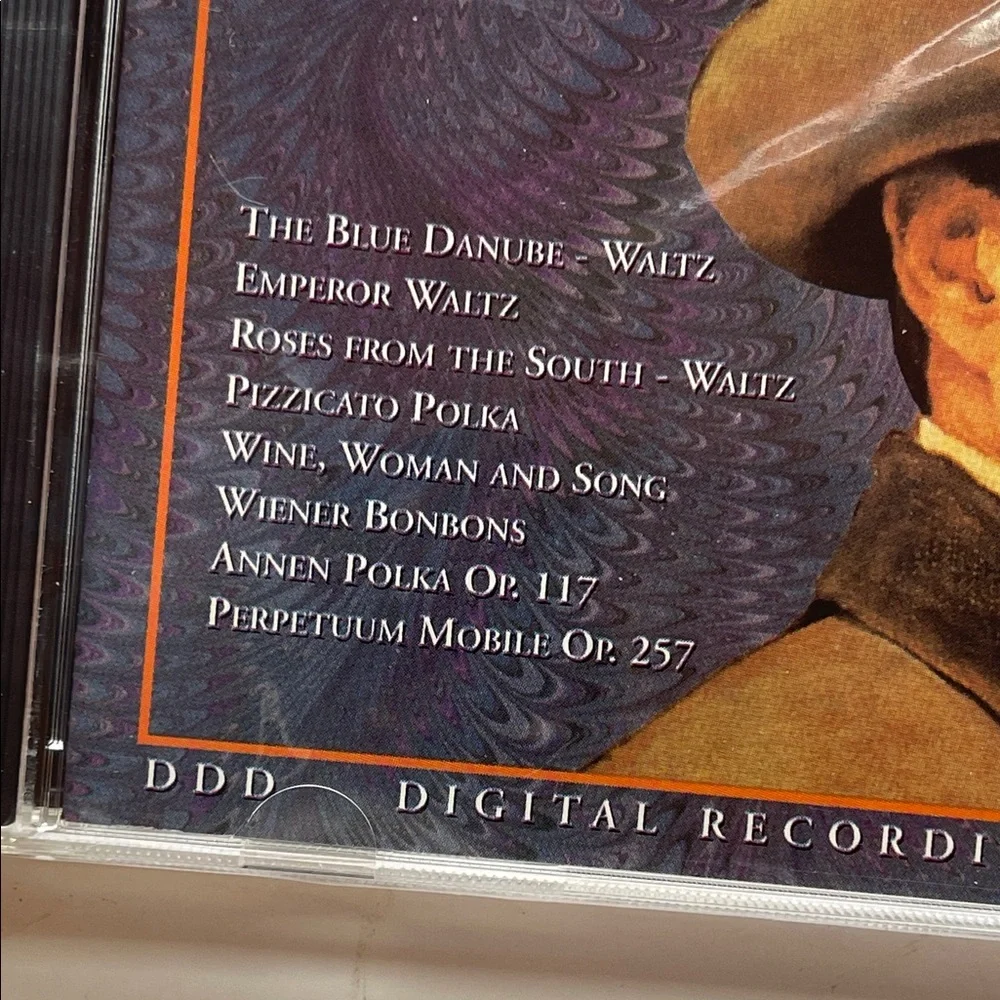 The Blue Danube - Waltz
Emperor Waltz
Roses from the South - Waltz
Pizzicato Polka
Wine, Woman and Song
Wiener Bonbons
Annen Polka Op. 117
Perpetuum Mobile Op. 257
DDD DIGITAL RECORDI